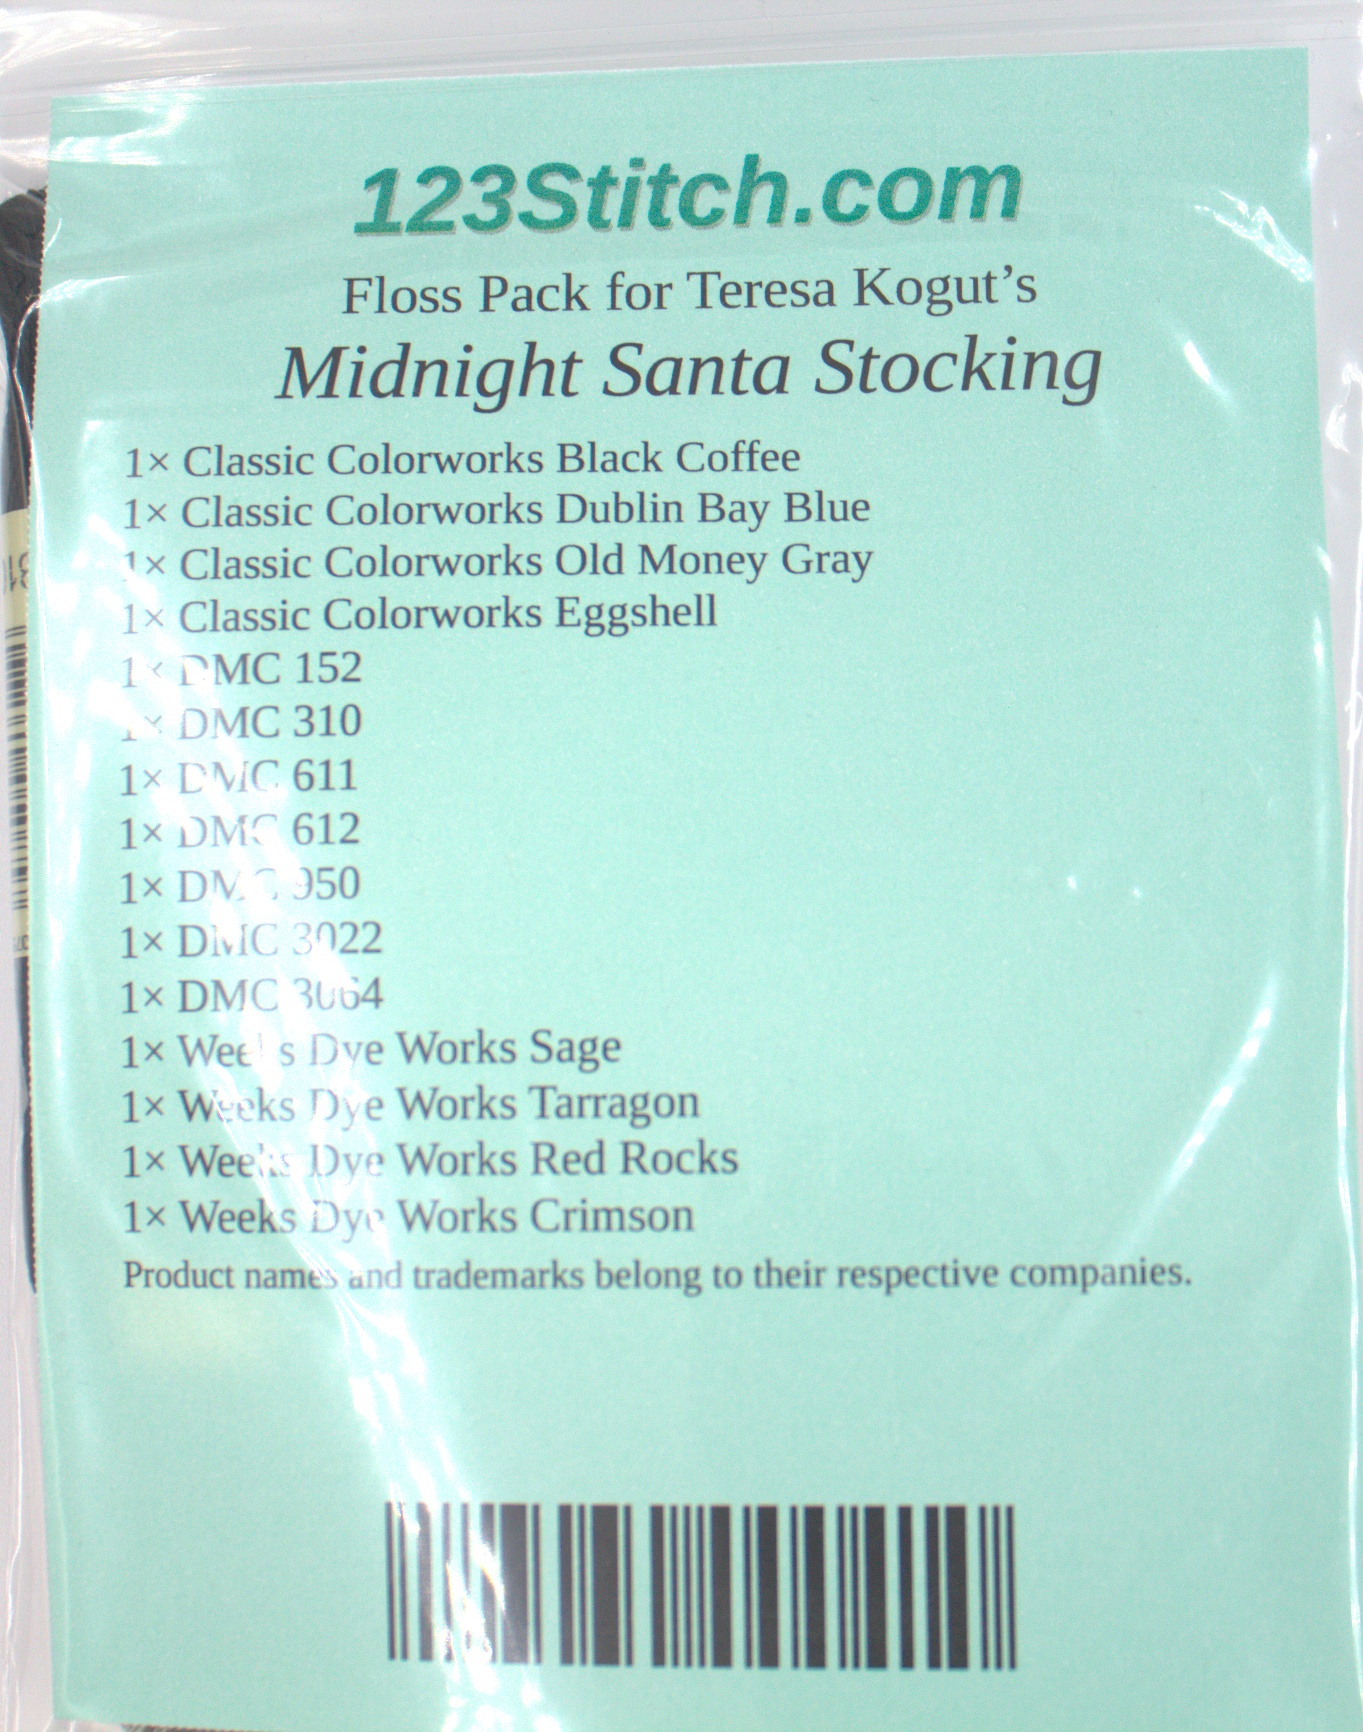 123Stitch.com
Floss Pack for Teresa Kogut’s
Midnight Santa Stocking
1× Classic Colorworks Black Coffee
1× Classic Colorworks Dublin Bay Blue
1× Classic Colorworks Old Money Gray
1× Classic Colorworks Eggshell
1× DMC 152
1× DMC 310
1× DMC 611
1× DMC 612
1× DMC 950
1× DMC 3022
1× DMC 3064
1× Weeks Dye Works Sage
1× Weeks Dye Works Tarragon
1× Weeks Dye Works Red Rocks
1× Weeks Dye Works Crimson
Product names and trademarks belong to their respective companies.